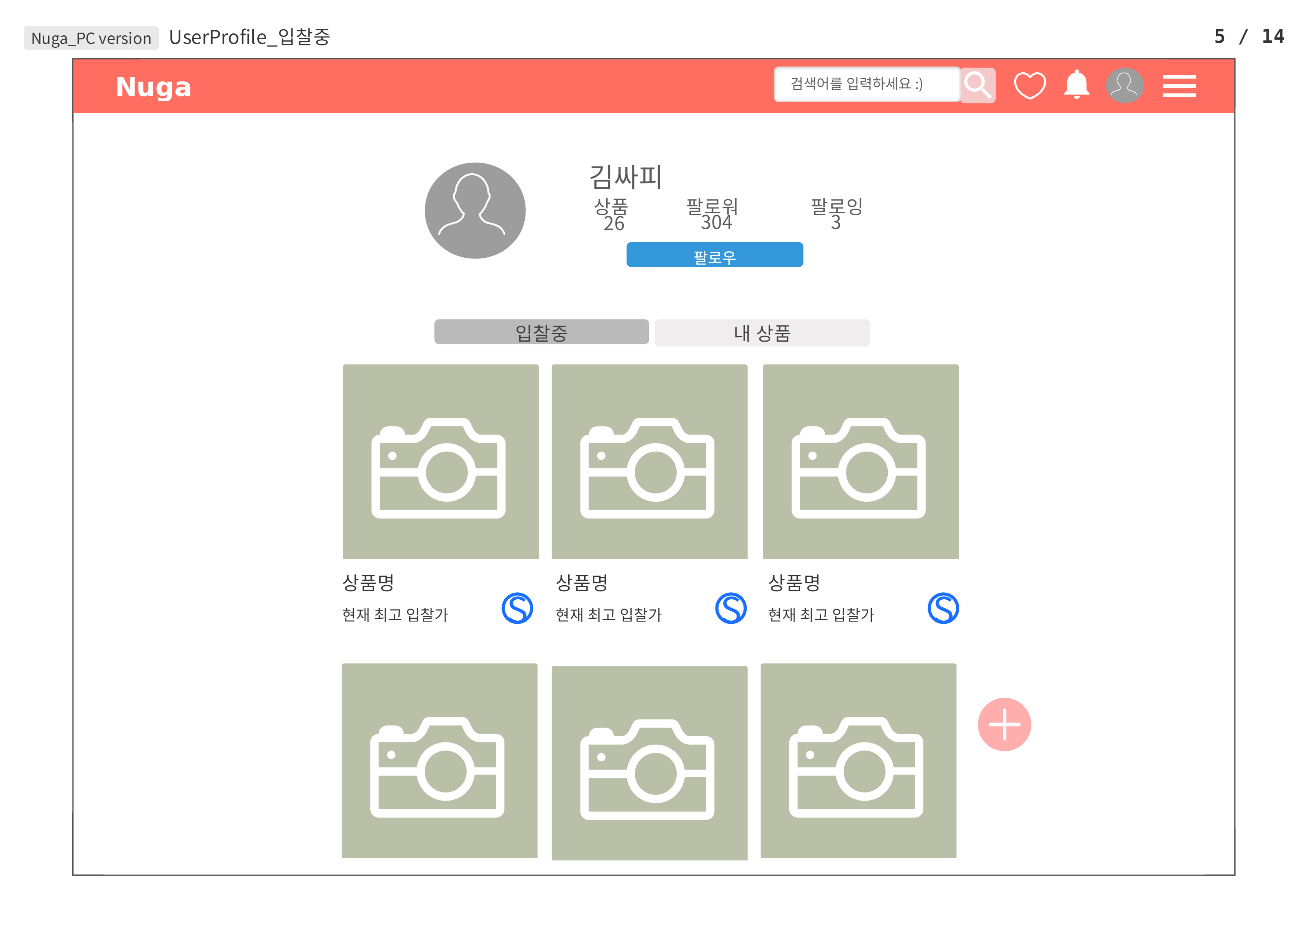 Nuga_PC version UserProfile_입찰중 5 / 14
Nuga 검색어를 입력하세요 :)
김싸피
상품 팔로워 팔로잉
26 304 3
팔로우
입찰중 내 상품
상품명 상품명 상품명
현재 최고 입찰가 현재 최고 입찰가 현재 최고 입찰가